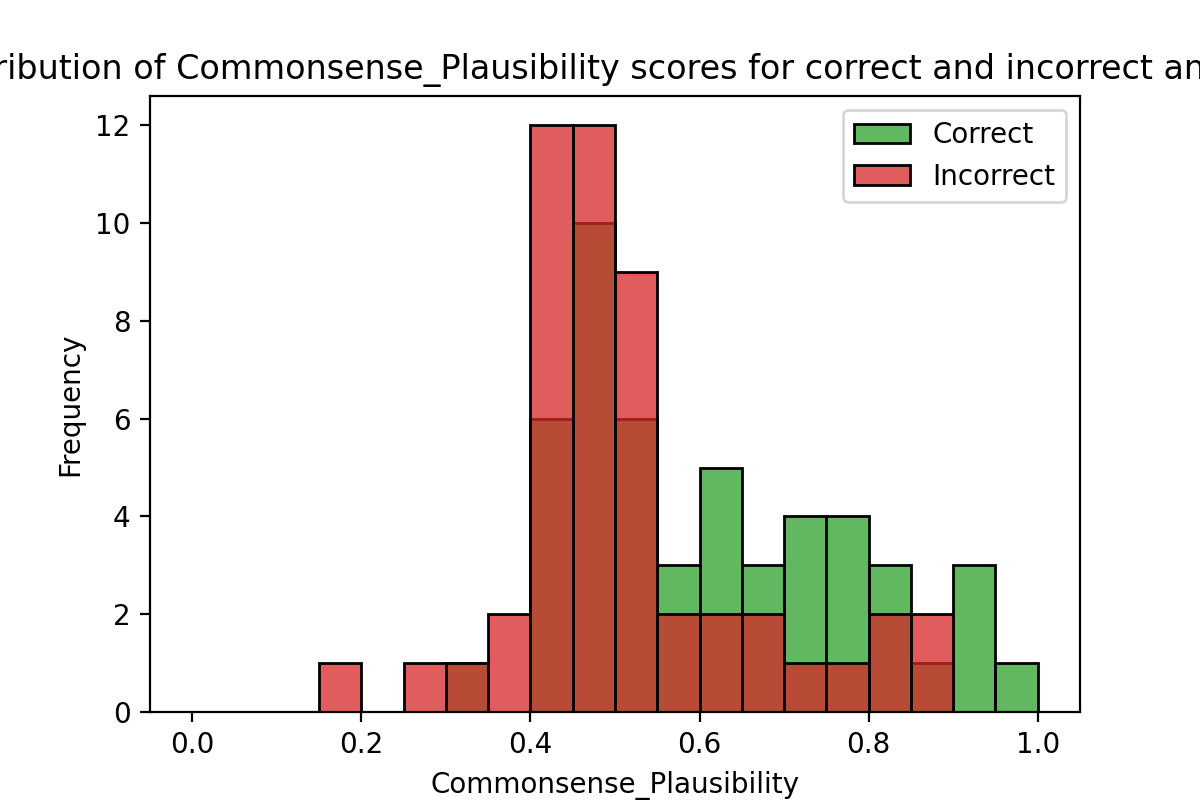 ribution of Commonsense_Plausibility scores for correct and incorrect an
Correct
Incorrect
12
10
8
6
4
2
0
Frequency
0.0 0.2 0.4 0.6 0.8 1.0
Commonsense_Plausibility